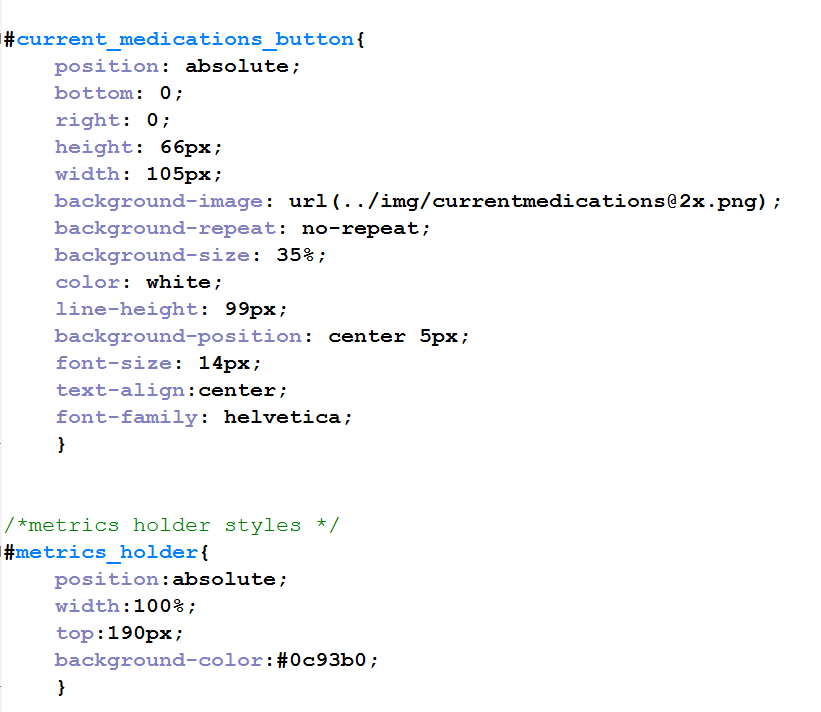 #current_medications_button{
position: absolute;
bottom: 0;
right: 0;
height: 66px;
width: 105px;
background-image: url(../img/currentmedications@2x.png);
background-repeat: no-repeat;
background-size: 35%;
color: white;
line-height: 99px;
background-position: center 5px;
font-size: 14px;
text-align:center;
font-family: helvetica;
}
/*metrics holder styles */
#metrics_holder{
position:absolute;
width:100%;
top:190px;
background-color:#0c93b0;
}